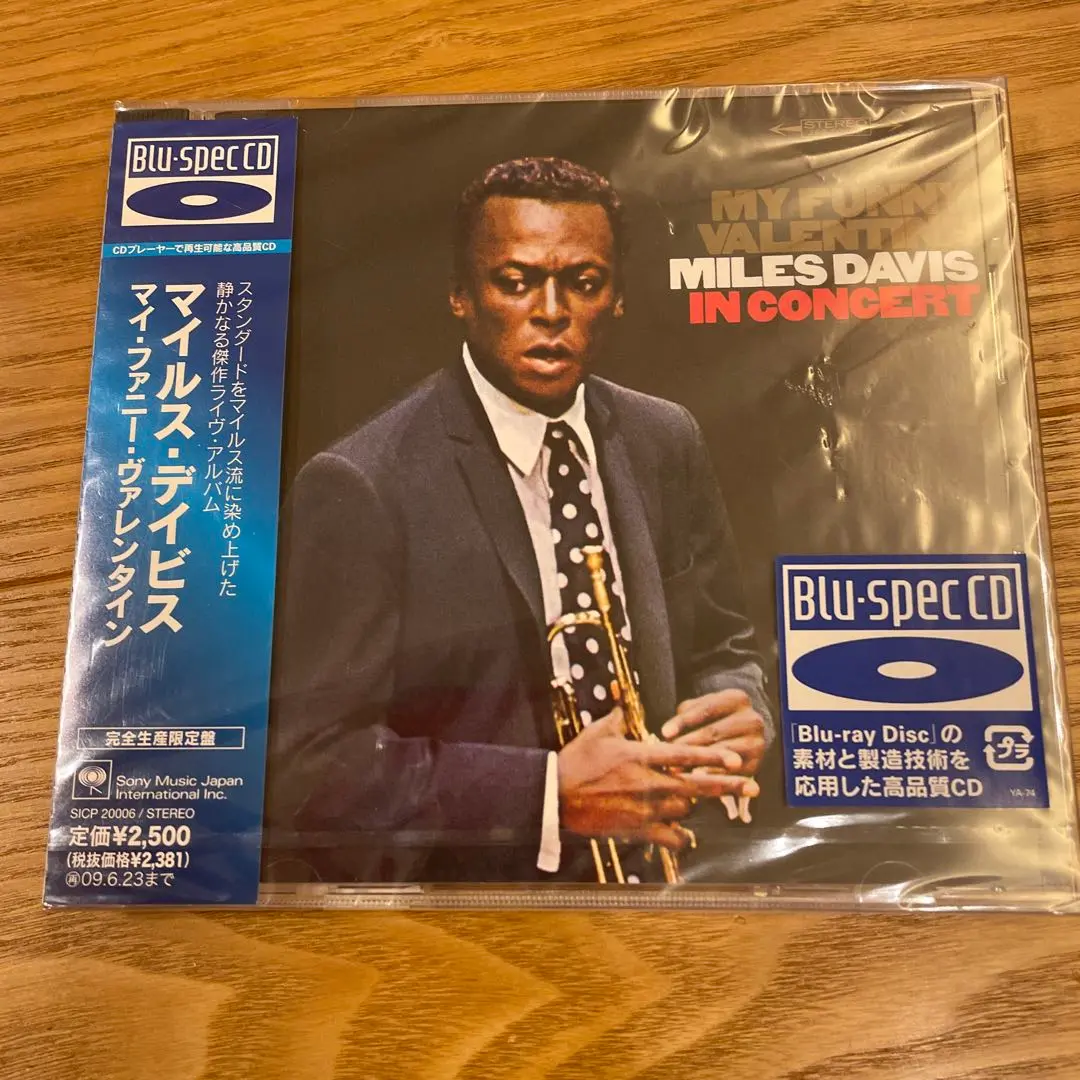 Blu-spec CD
CDプレーヤーで再生可能な高品質CD
スタンダードをマイルス流に染め上げた
静かなる傑作ライヴ・アルバム
マイルス・デイビス
マイ・ファニー・ヴァレンタイン
完全生産限定盤
Sony Music Japan
International Inc.
SICP 20006 / STEREO
定価¥2,500
(税抜価格¥2,381)
再09.6.23まで
STEREO
MY FUNNY
VALENTINE
MILES DAVIS
IN CONCERT
Blu-spec CD
「Blu-ray Disc」の
素材と製造技術を
応用した高品質CD
プラ
YA-74